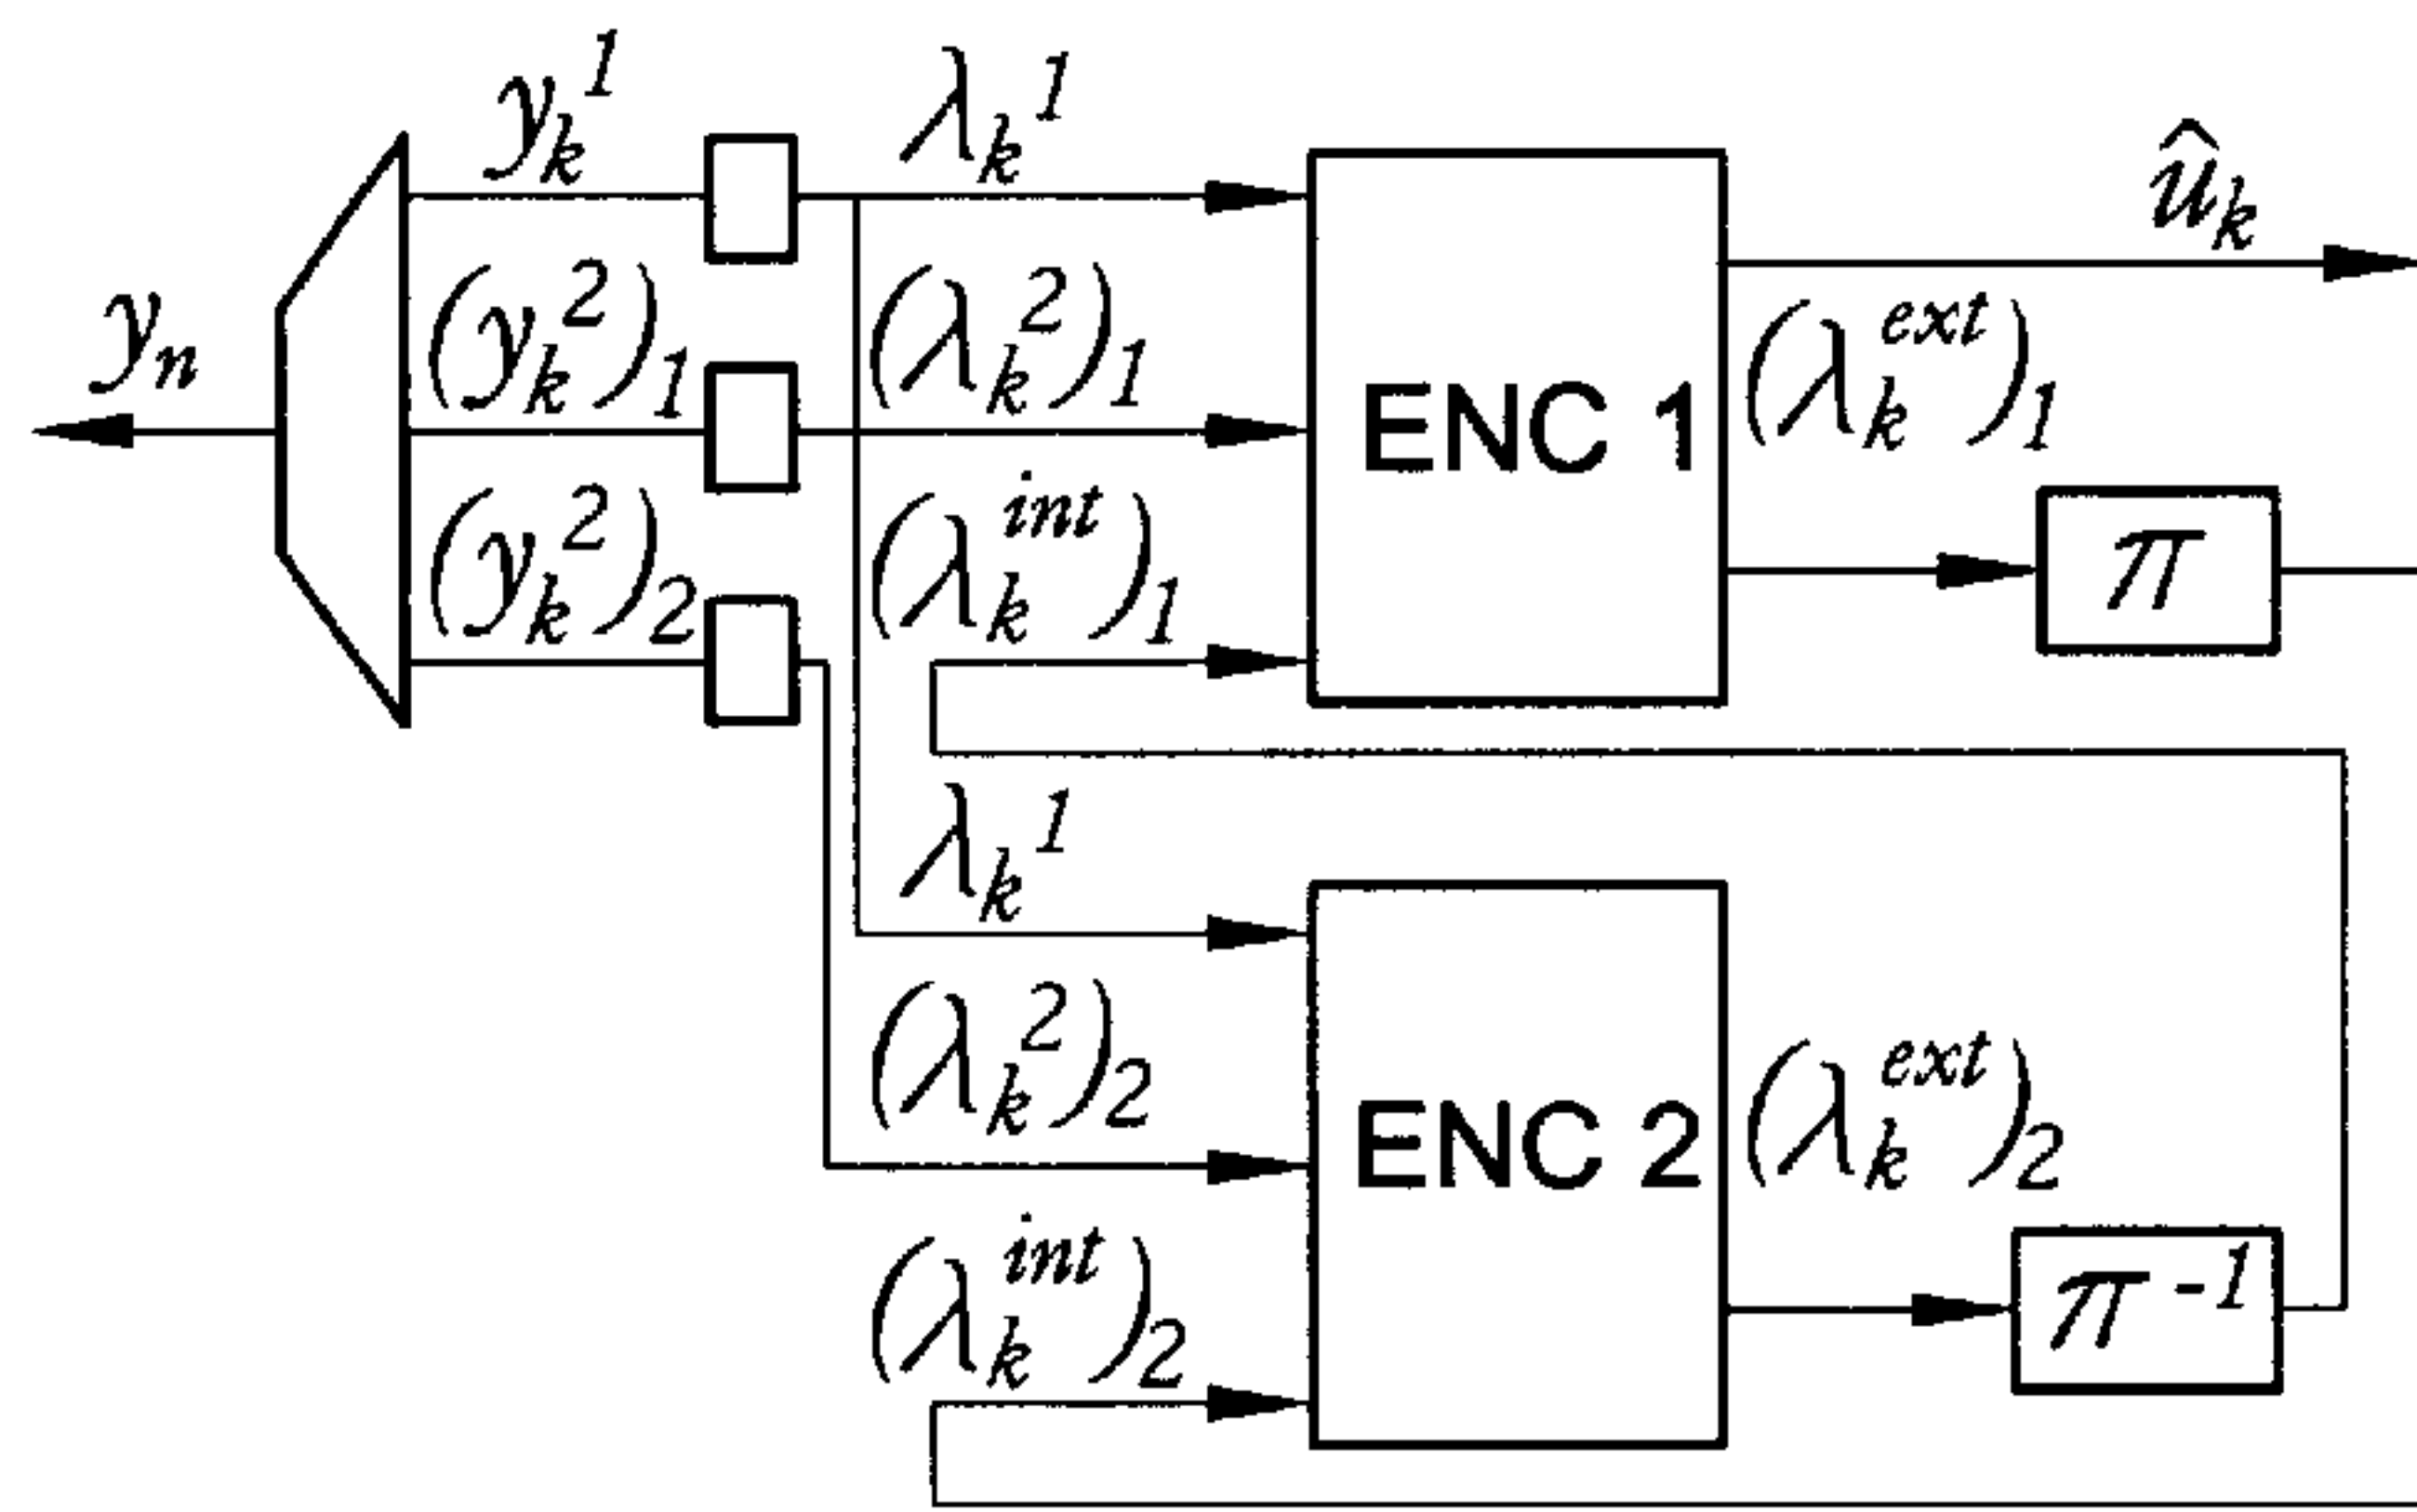 y_k^1
λ_k^1
û_k
y_n
(y_k^2)_1
(λ_k^2)_1
ENC 1
(λ_k^ext)_1
(y_k^2)_2
(λ_k^int)_1
π
λ_k^1
(λ_k^2)_2
ENC 2
(λ_k^ext)_2
(λ_k^int)_2
π^-1